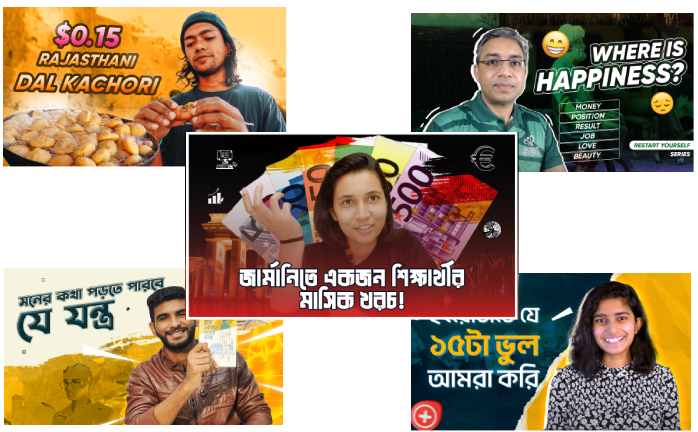 $0.15
RAJASTHANI
DAL KACHORI
WHERE IS
HAPPINESS?
MONEY
POSITION
RESULT
JOB
LOVE
BEAUTY
RESTART YOURSELF
SERIES
500
জার্মানিতে একজন শিক্ষার্থীর
মাসিক খরচ!
মনের কথা পড়তে পারবে
যে যন্ত্র
যে
১৫টা ভুল
আমরা করি